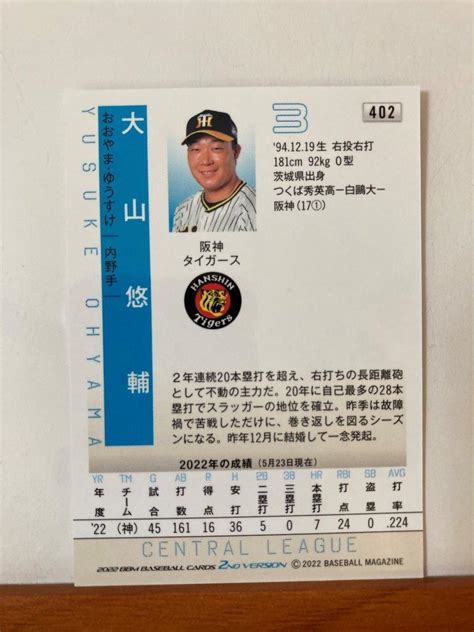 402
大山悠輔
おおやま・ゆうすけ 内野手
YUSUKE OHYAMA
3
'94.12.19生 右投右打
181cm 92kg O型
茨城県出身
つくば秀英高ー白鷗大ー
阪神(17①)
阪神
タイガース
HANSHIN
Tigers
2年連続20本塁打を超え、右打ちの長距離砲
として不動の主力だ。20年に自己最多の28本
塁打でスラッガーの地位を確立。昨季は故障
禍で苦戦しただけに、巻き返しを図るシーズ
ンになる。昨年12月に結婚して一念発起。
2022年の成績(5月23日現在)
YR TM G AB R H 2B 3B HR RBI SB AVG
年度 チーム 試合 打数 得点 安打 二塁打 三塁打 本塁打 打点 盗塁 打率
'22 (神) 45 161 16 36 5 0 7 24 0 .224
CENTRAL LEAGUE
2022 BBM BASEBALL CARDS 2ND VERSION ©2022 BASEBALL MAGAZINE